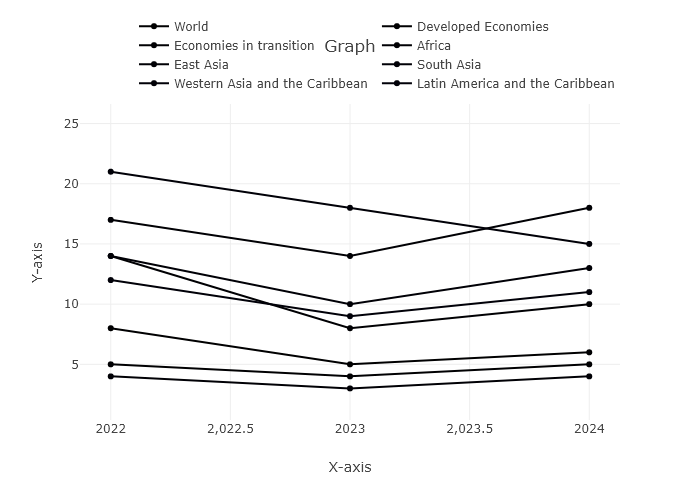 World
Developed Economies
Economies in transition
Graph
Africa
East Asia
South Asia
Western Asia and the Caribbean
Latin America and the Caribbean
25
20
15
10
5
Y-axis
2022 2,022.5 2023 2,023.5 2024
X-axis